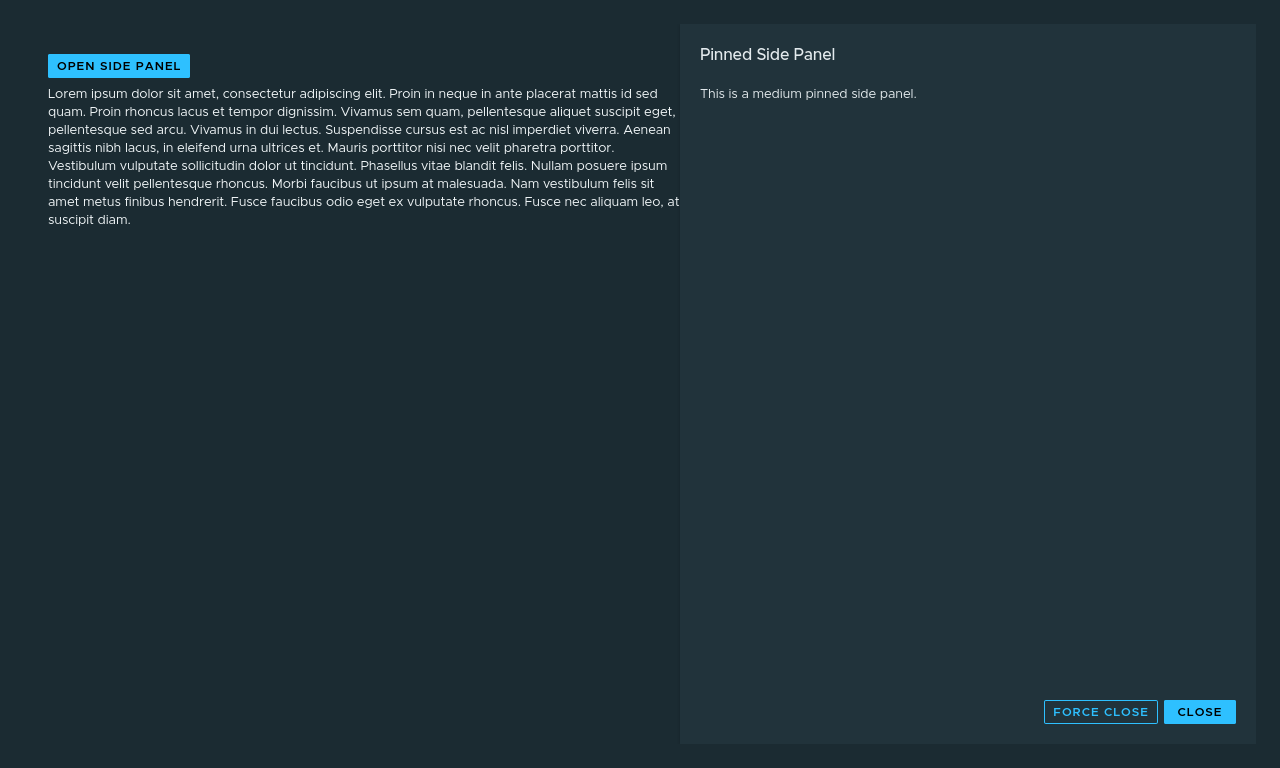 OPEN SIDE PANEL
Lorem ipsum dolor sit amet, consectetur adipiscing elit. Proin in neque in ante placerat mattis id sed
quam. Proin rhoncus lacus et tempor dignissim. Vivamus sem quam, pellentesque aliquet suscipit eget,
pellentesque sed arcu. Vivamus in dui lectus. Suspendisse cursus est ac nisl imperdiet viverra. Aenean
sagittis nibh lacus, in eleifend urna ultrices et. Mauris porttitor nisi nec velit pharetra porttitor.
Vestibulum vulputate sollicitudin dolor ut tincidunt. Phasellus vitae blandit felis. Nullam posuere ipsum
tincidunt velit pellentesque rhoncus. Morbi faucibus ut ipsum at malesuada. Nam vestibulum felis sit
amet metus finibus hendrerit. Fusce faucibus odio eget ex vulputate rhoncus. Fusce nec aliquam leo, at
suscipit diam.
Pinned Side Panel
This is a medium pinned side panel.
FORCE CLOSE
CLOSE